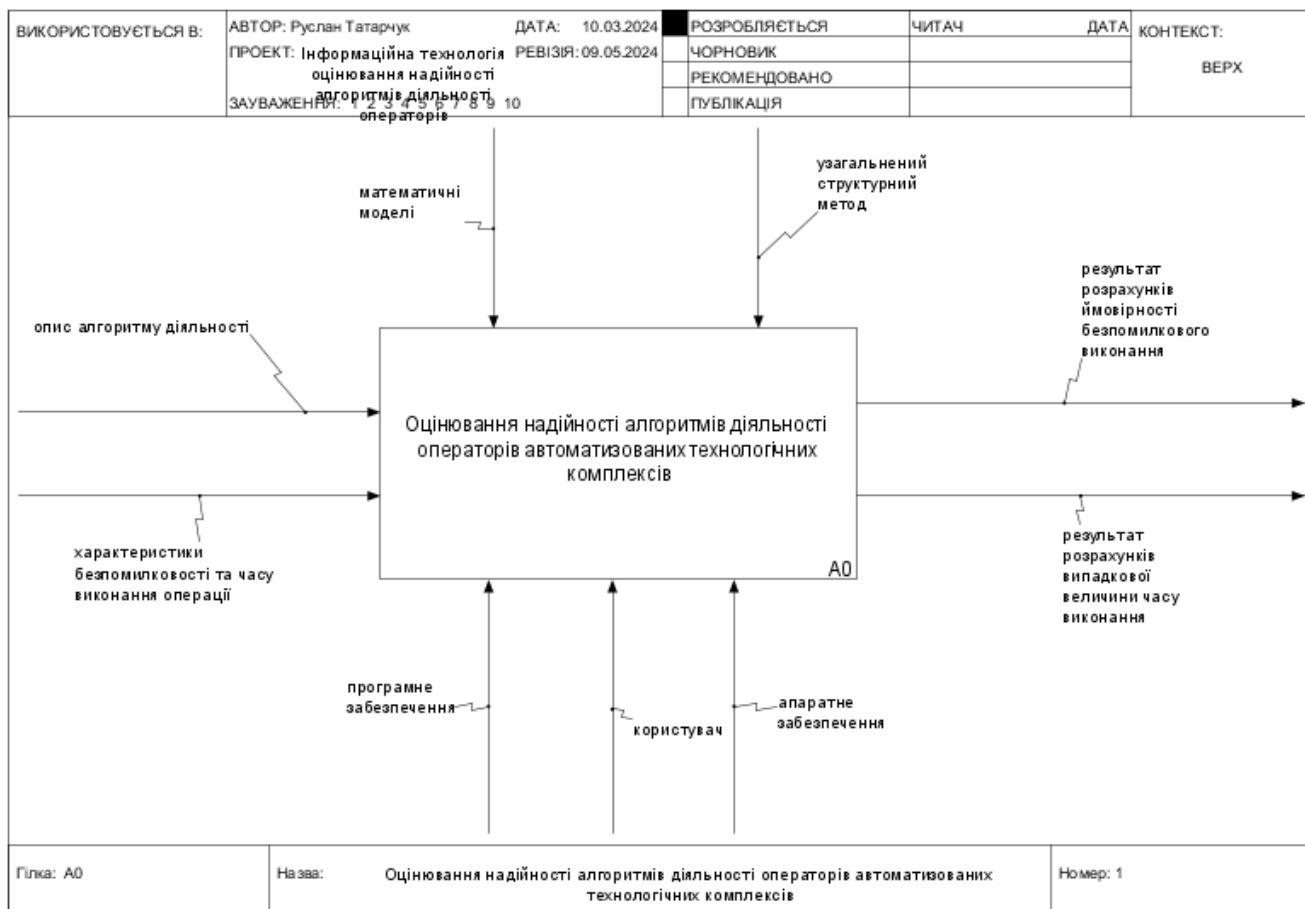 ВИКОРИСТОВУЄТЬСЯ В:
АВТОР: Руслан Татарчук
ДАТА: 10.03.2024
ПРОЕКТ: Інформаційна технологія
оцінювання надійності
алгоритмів діяльності
операторів
РЕВІЗІЯ: 09.05.2024
ЗАУВАЖЕННЯ: 1 2 3 4 5 6 7 8 9 10
РОЗРОБЛЯЄТЬСЯ
ЧОРНОВИК
РЕКОМЕНДОВАНО
ПУБЛІКАЦІЯ
ЧИТАЧ
ДАТА
КОНТЕКСТ:
ВЕРХ
математичні
моделі
узагальнений
структурний
метод
опис алгоритму діяльності
характеристики
безпомилковості та часу
виконання операції
Оцінювання надійності алгоритмів діяльності
операторів автоматизованих технологічних
комплексів
A0
результат
розрахунків
ймовірності
безпомилкового
виконання
результат
розрахунків
випадкової
величини часу
виконання
програмне
забезпечення
користувач
апаратне
забезпечення
Гілка: A0
Назва:
Оцінювання надійності алгоритмів діяльності операторів автоматизованих
технологічних комплексів
Номер: 1